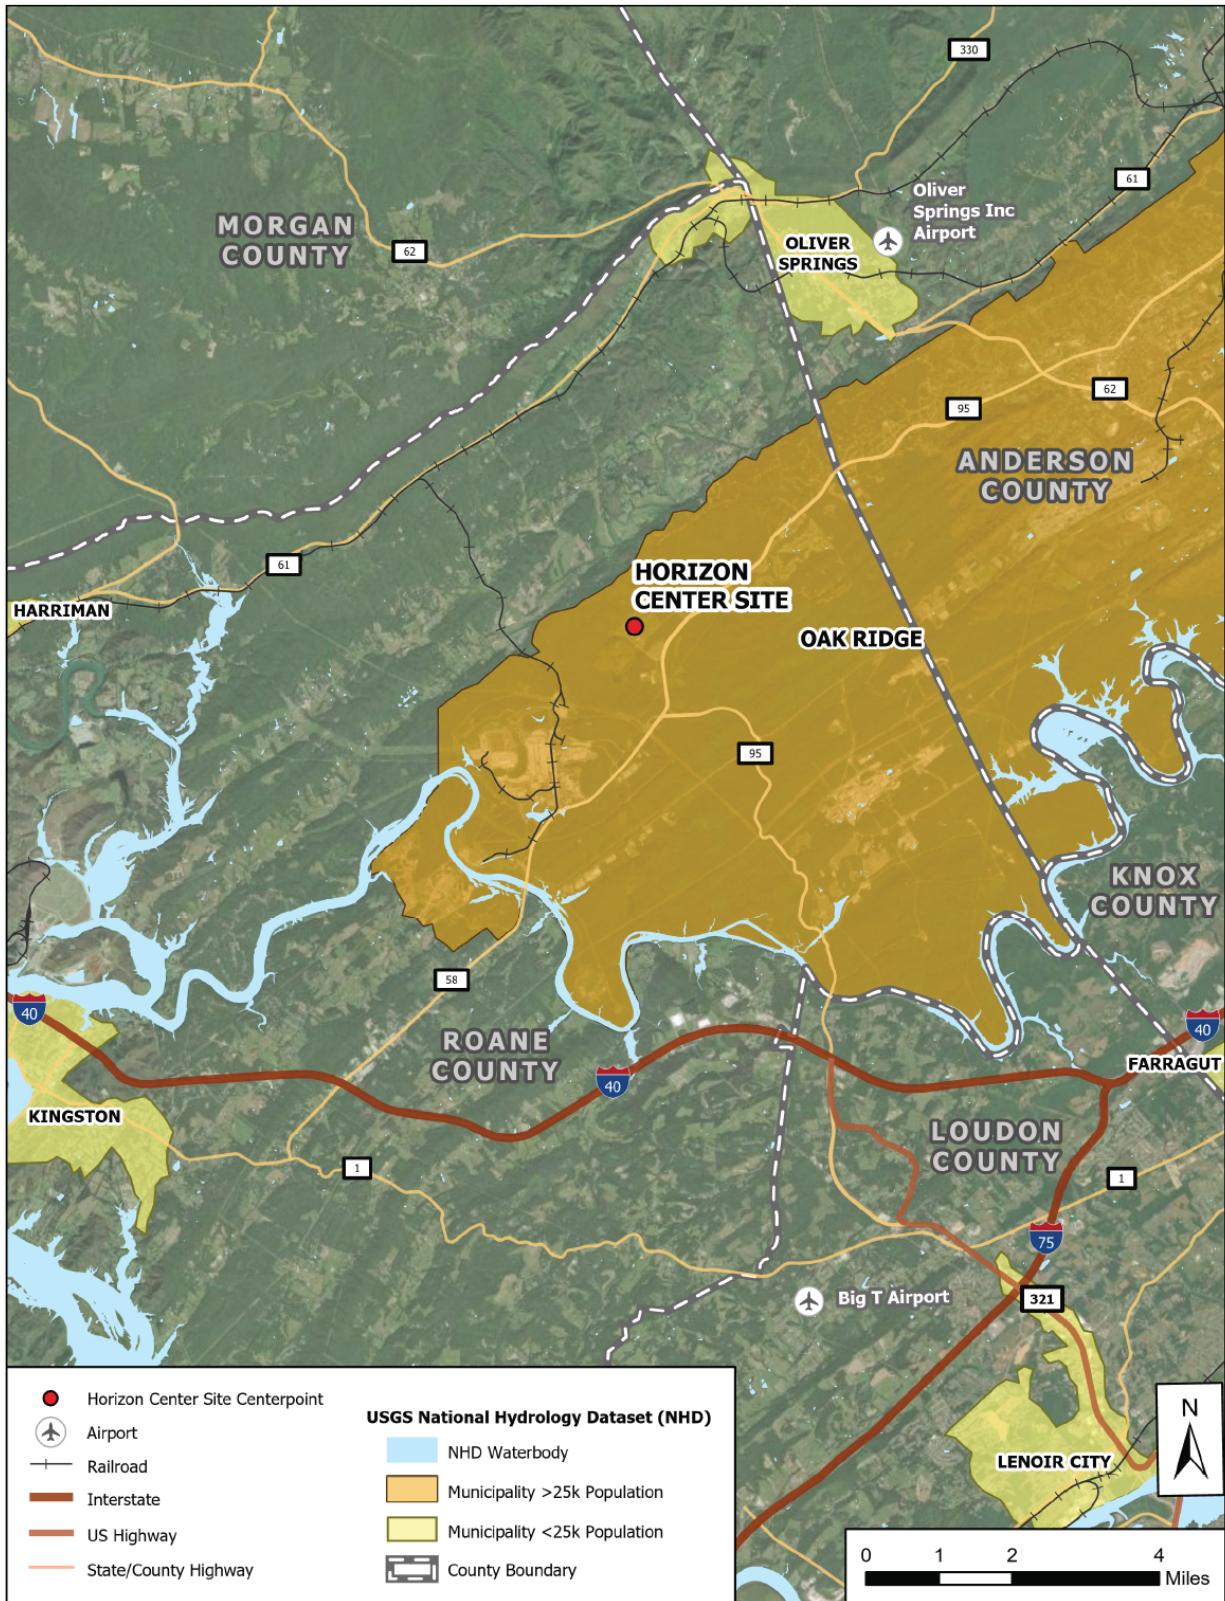 330
61
Oliver
Springs Inc
Airport
MORGAN
COUNTY
62
OLIVER
SPRINGS
62
95
ANDERSON
COUNTY
61
HORIZON
CENTER SITE
HARRIMAN
OAK RIDGE
95
KNOX
COUNTY
58
40
40
ROANE
COUNTY
40
FARRAGUT
KINGSTON
LOUDON
COUNTY
1
1
75
Big T Airport
321
LENOIR CITY
Horizon Center Site Centerpoint
Airport
Railroad
Interstate
US Highway
State/County Highway
USGS National Hydrology Dataset (NHD)
NHD Waterbody
Municipality >25k Population
Municipality <25k Population
County Boundary
N
0 1 2 4
Miles